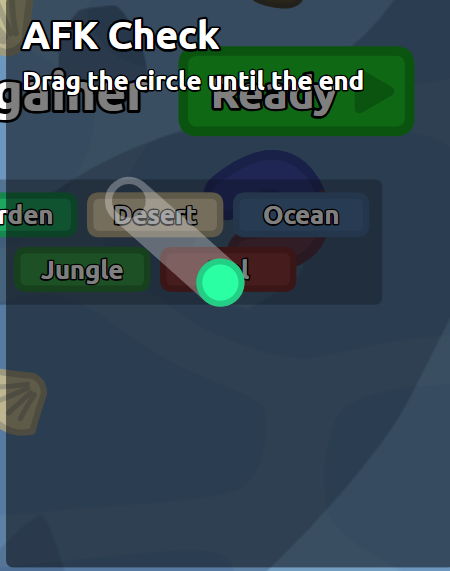 AFK Check
Drag the circle until the end
Ready
Desert
Ocean
Jungle